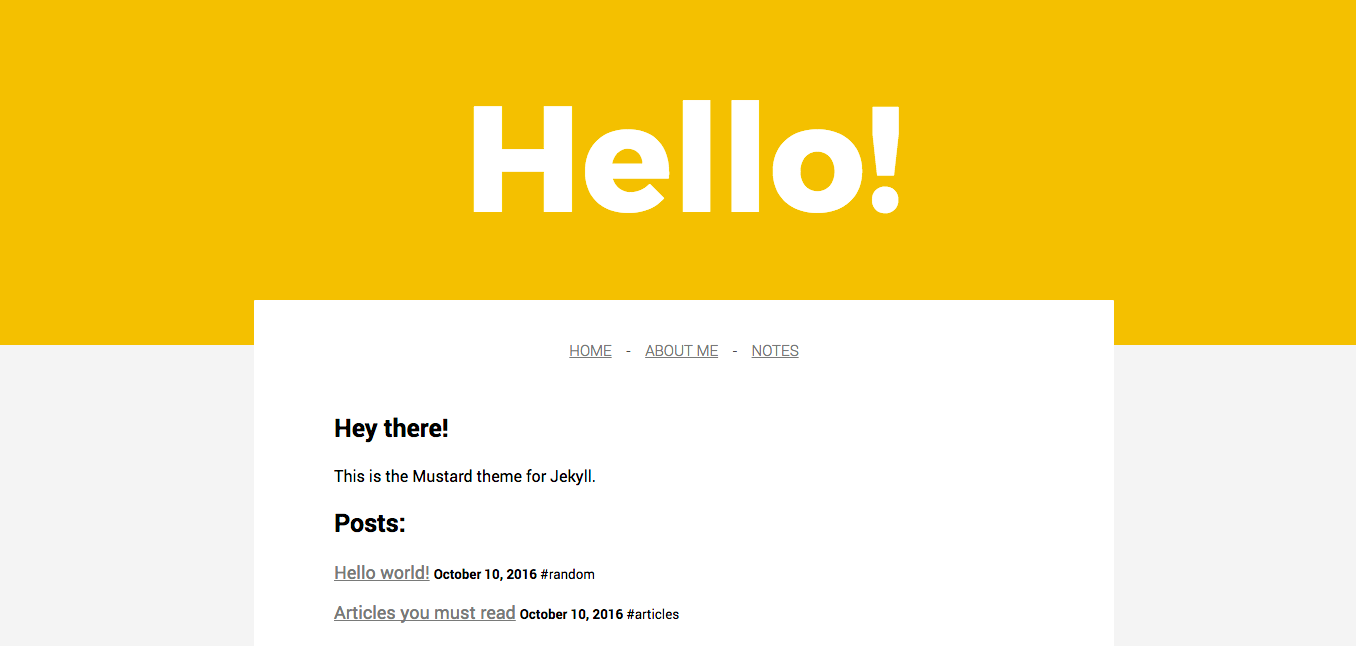 Hello!
HOME - ABOUT ME - NOTES
Hey there!
This is the Mustard theme for Jekyll.
Posts:
Hello world! October 10, 2016 #random
Articles you must read October 10, 2016 #articles